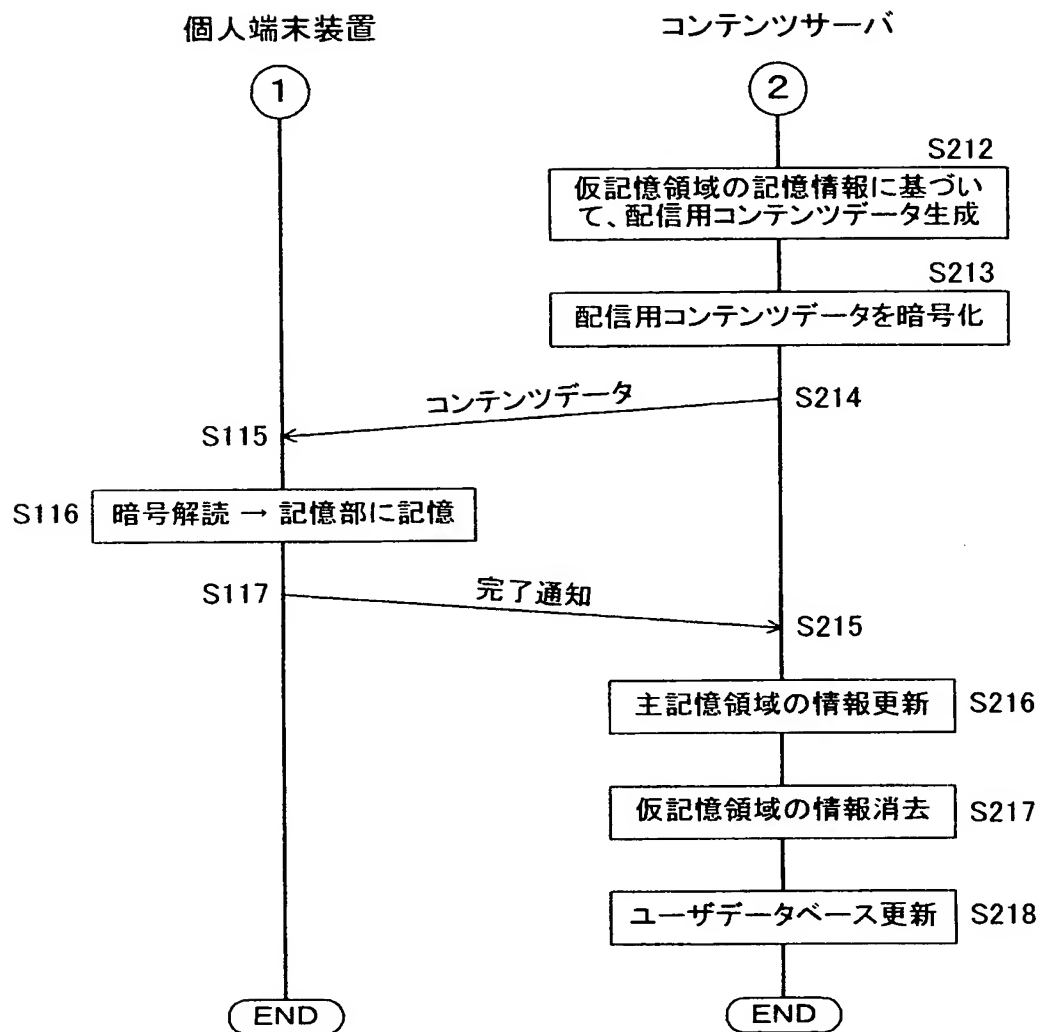 個人端末装置
コンテンツサーバ
1
2
S212
仮記憶領域の記憶情報に基づい
て、配信用コンテンツデータ生成
S213
配信用コンテンツデータを暗号化
コンテンツデータ
S214
S115
S116
暗号解読 → 記憶部に記憶
S117
完了通知
S215
主記憶領域の情報更新
S216
仮記憶領域の情報消去
S217
ユーザデータベース更新
S218
END
END